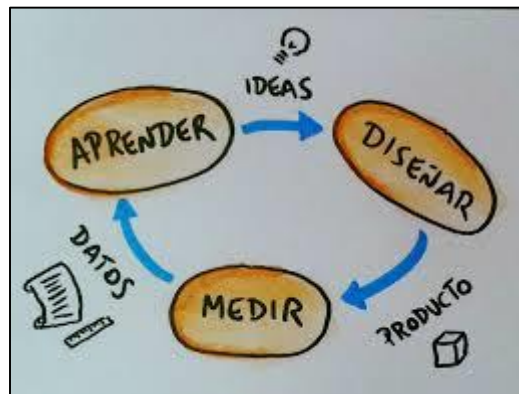 IDEAS
APRENDER
DISEÑAR
DATOS
MEDIR
PRODUCTO